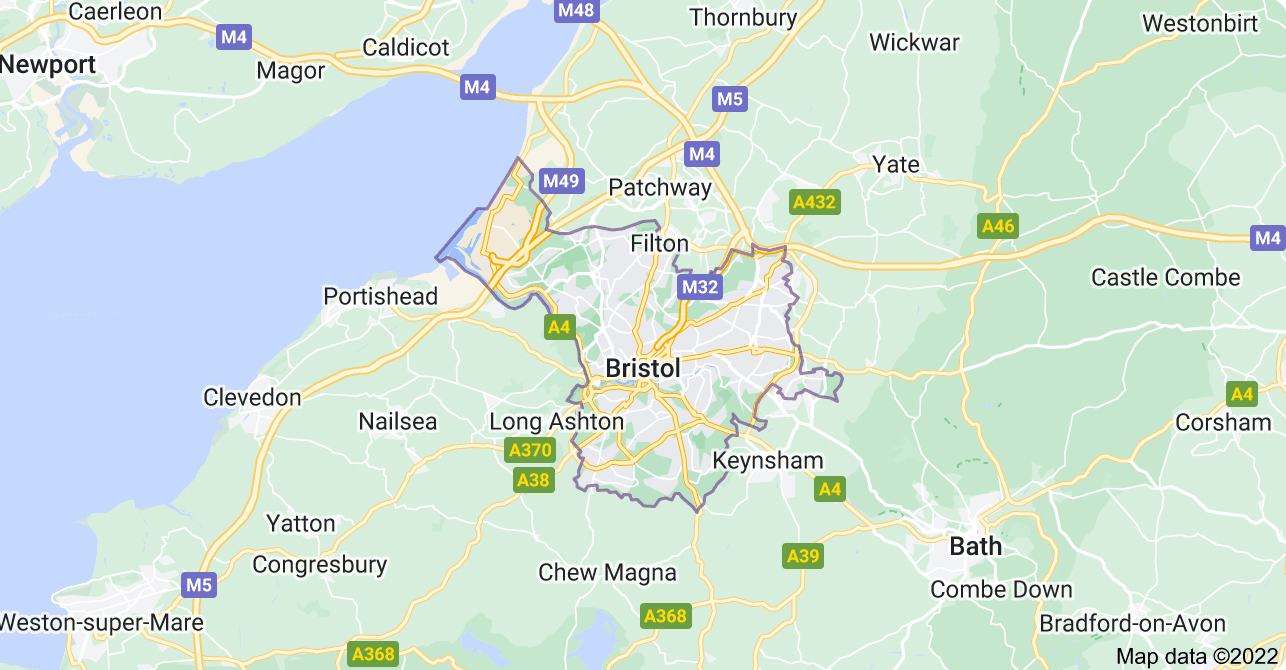 Caerleon
M48
Thornbury
Westonbirt
M4
Caldicot
Wickwar
Newport
Magor
M4
M5
M4
Yate
M49
Patchway
A432
A46
Filton
M4
Castle Combe
M32
Portishead
A4
Bristol
Clevedon
A4
Nailsea
Long Ashton
Corsham
A370
Keynsham
A38
A4
Yatton
Bath
A39
Congresbury
Chew Magna
M5
Combe Down
A368
Weston-super-Mare
Bradford-on-Avon
A368
Map data ©2022